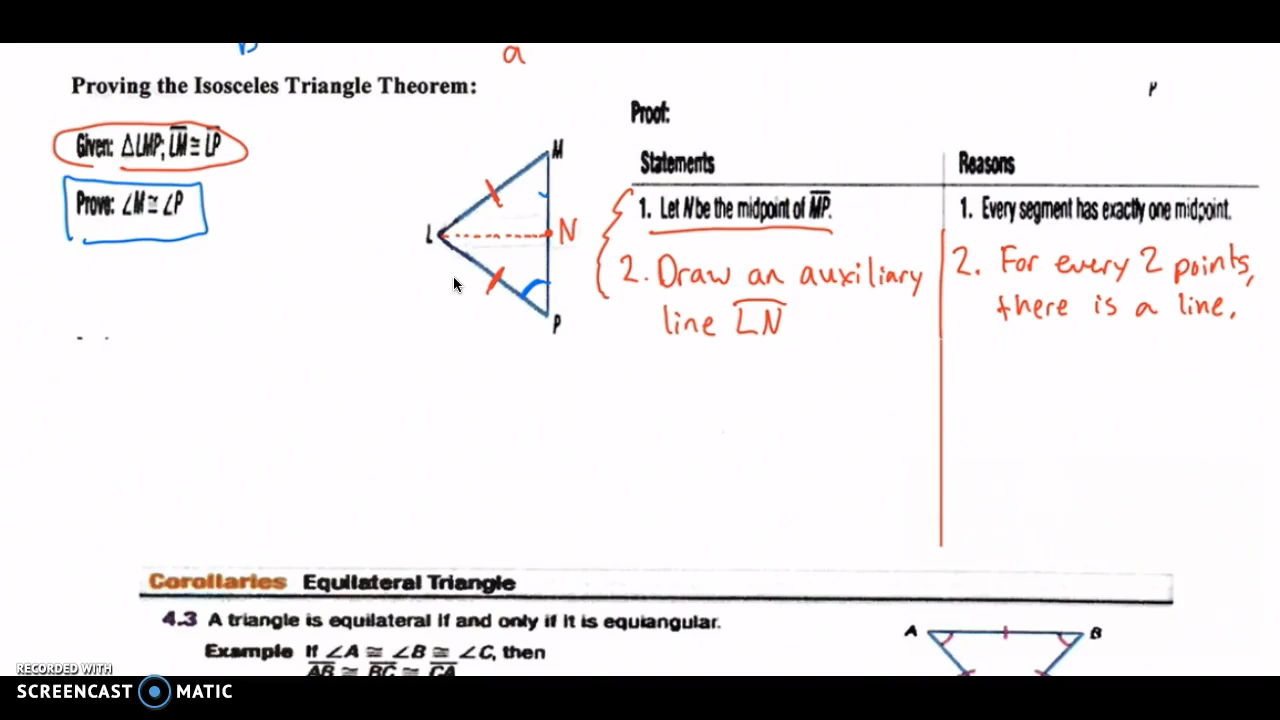 B
a
Proving the Isosceles Triangle Theorem:
Given: △LMP; LM ≅ LP
Prove: ∠M ≅ ∠P
L
M
N
P
Proof:
Statements
Reasons
1. Let N be the midpoint of MP.
1. Every segment has exactly one midpoint.
2. Draw an auxiliary
line LN
2. For every 2 points,
there is a line.
Corollaries Equilateral Triangle
4.3 A triangle is equilateral if and only if it is equiangular.
Example If ∠A ≅ ∠B ≅ ∠C, then
AB ≅ BC ≅ CA
A
B
RECORDED WITH
SCREENCAST MATIC